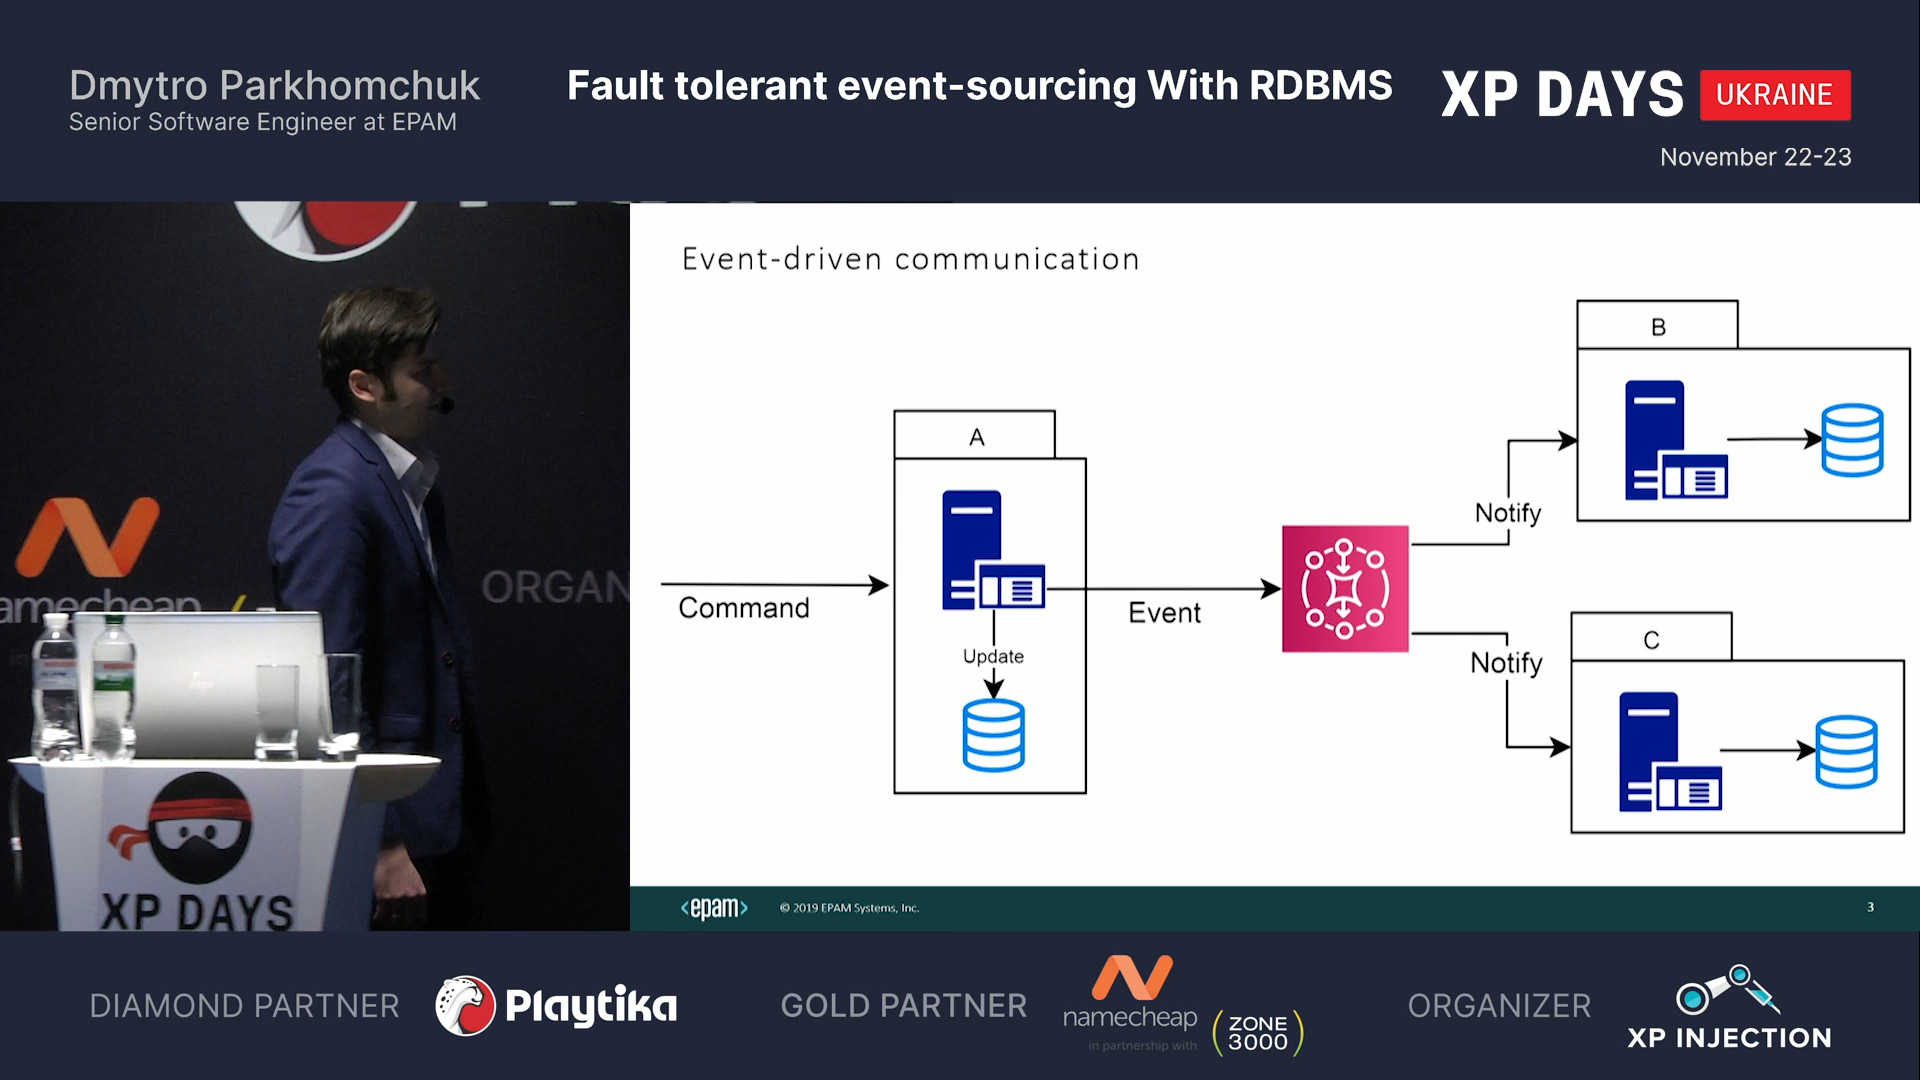 Dmytro Parkhomchuk
Senior Software Engineer at EPAM
Fault tolerant event-sourcing With RDBMS
XP DAYS UKRAINE
November 22-23
namecheap
ORGAN
XP DAYS
Event-driven communication
Command
A
Update
Event
Notify
B
Notify
C
<epam>
© 2019 EPAM Systems, Inc.
3
DIAMOND PARTNER
Playtika
GOLD PARTNER
namecheap
in partnership with
ZONE
3000
ORGANIZER
XP INJECTION